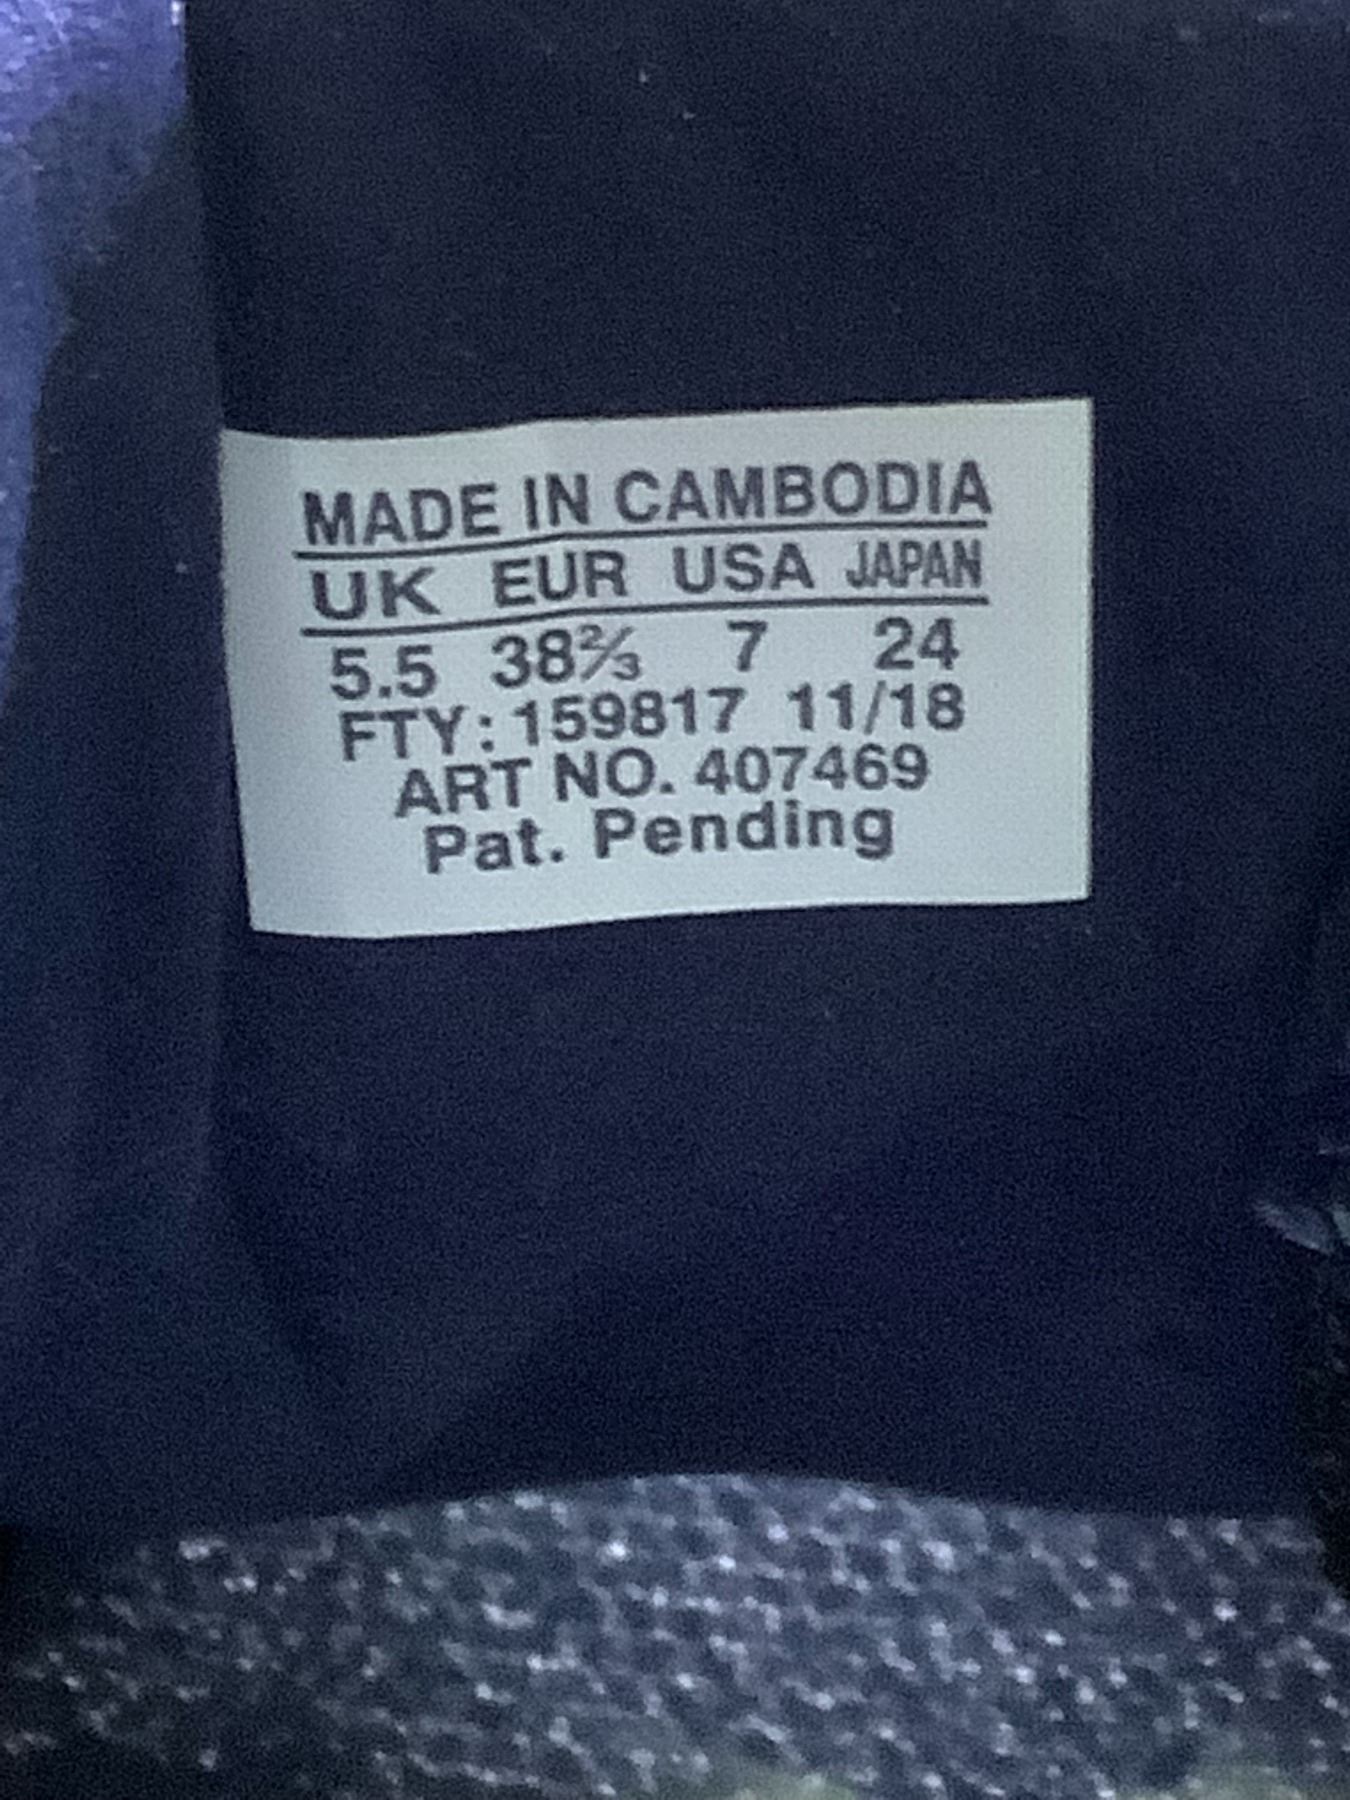 MADE IN CAMBODIA
UK EUR USA JAPAN
5.5 38⅔ 7 24
FTY: 159817 11/18
ART NO. 407469
Pat. Pending